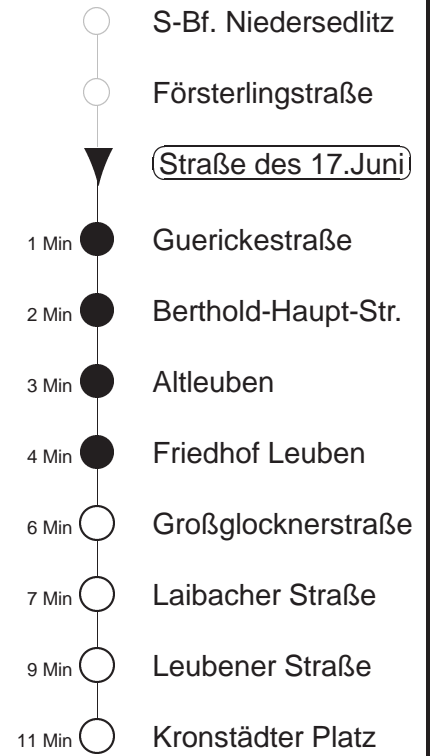 S-Bf. Niedersedlitz
Försterlingstraße
Straße des 17.Juni
1 Min Guerickestraße
2 Min Berthold-Haupt-Str.
3 Min Altleuben
4 Min Friedhof Leuben
6 Min Großglocknerstraße
7 Min Laibacher Straße
9 Min Leubener Straße
11 Min Kronstädter Platz